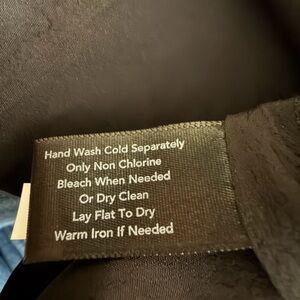 Hand Wash Cold Separately
Only Non Chlorine
Bleach When Needed
Or Dry Clean
Lay Flat To Dry
Warm Iron If Needed